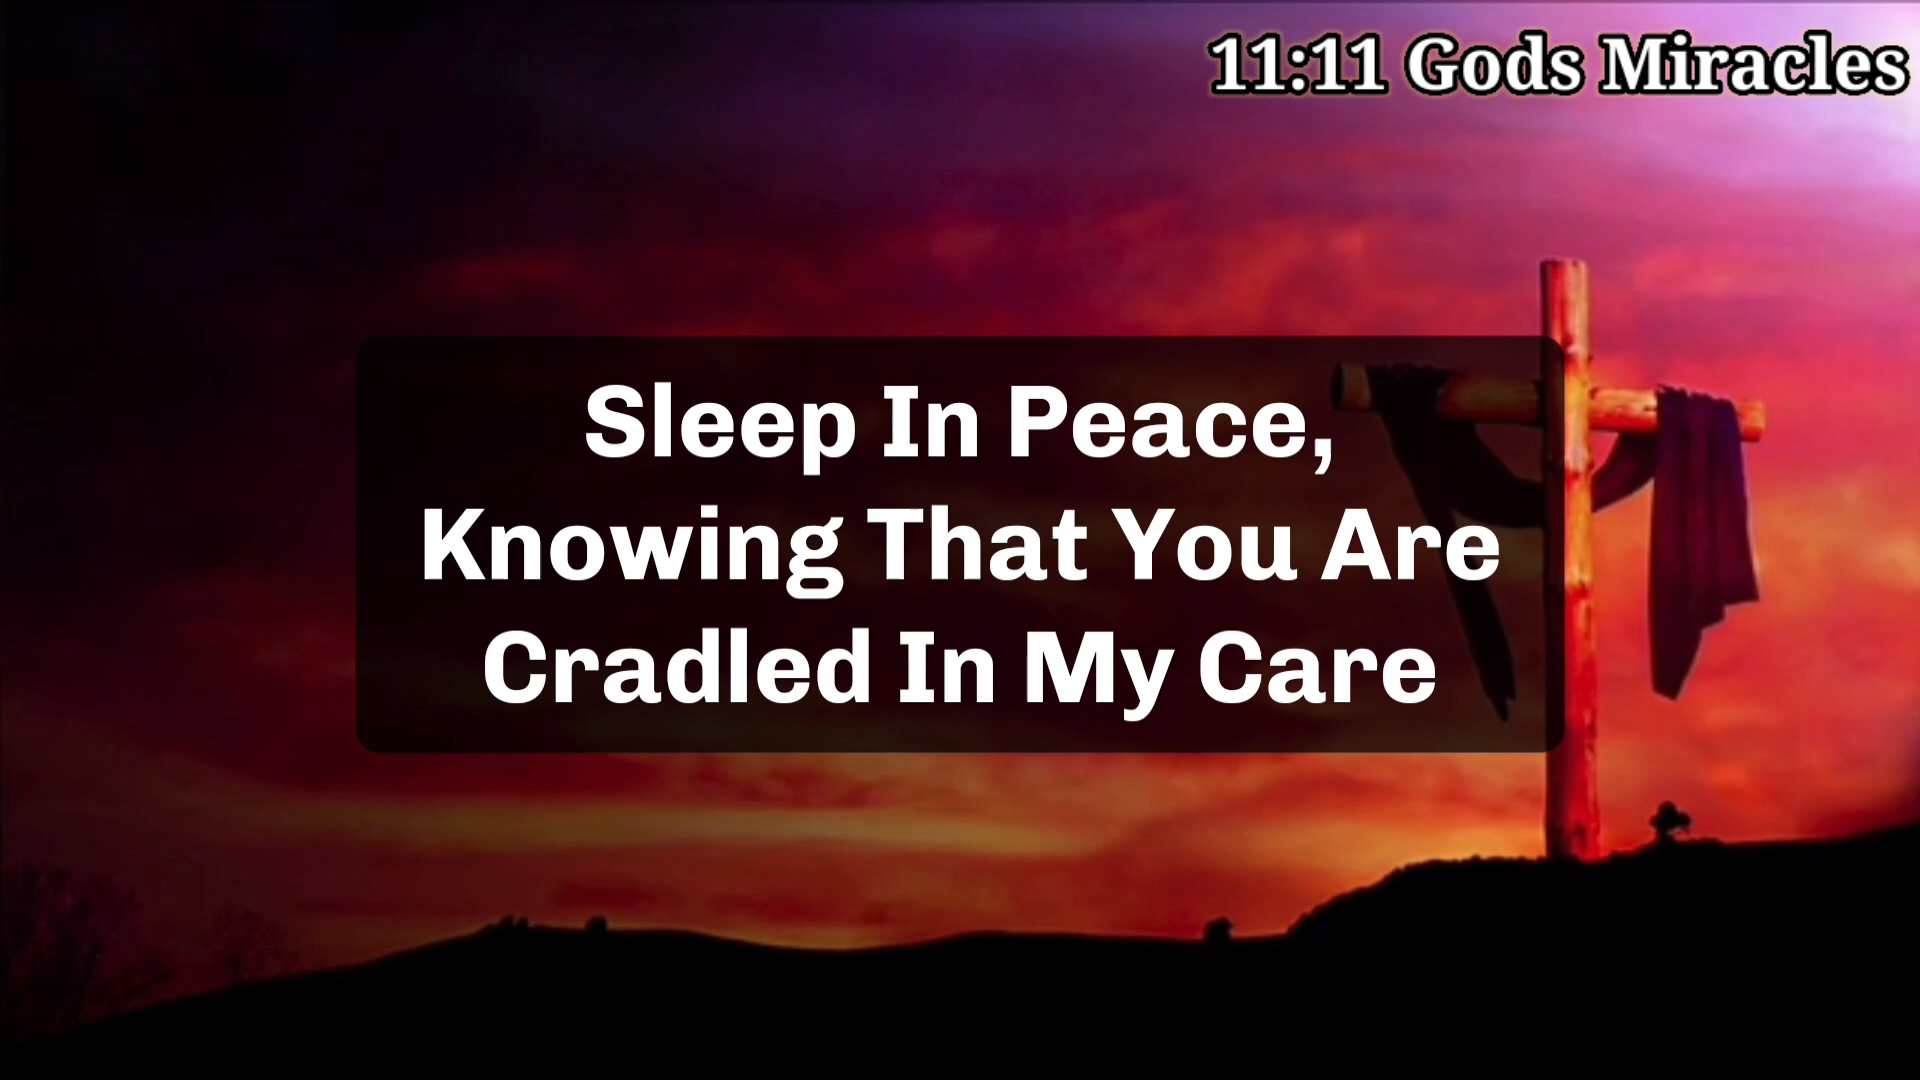 11:11 Gods Miracles
Sleep In Peace,
Knowing That You Are
Cradled In My Care